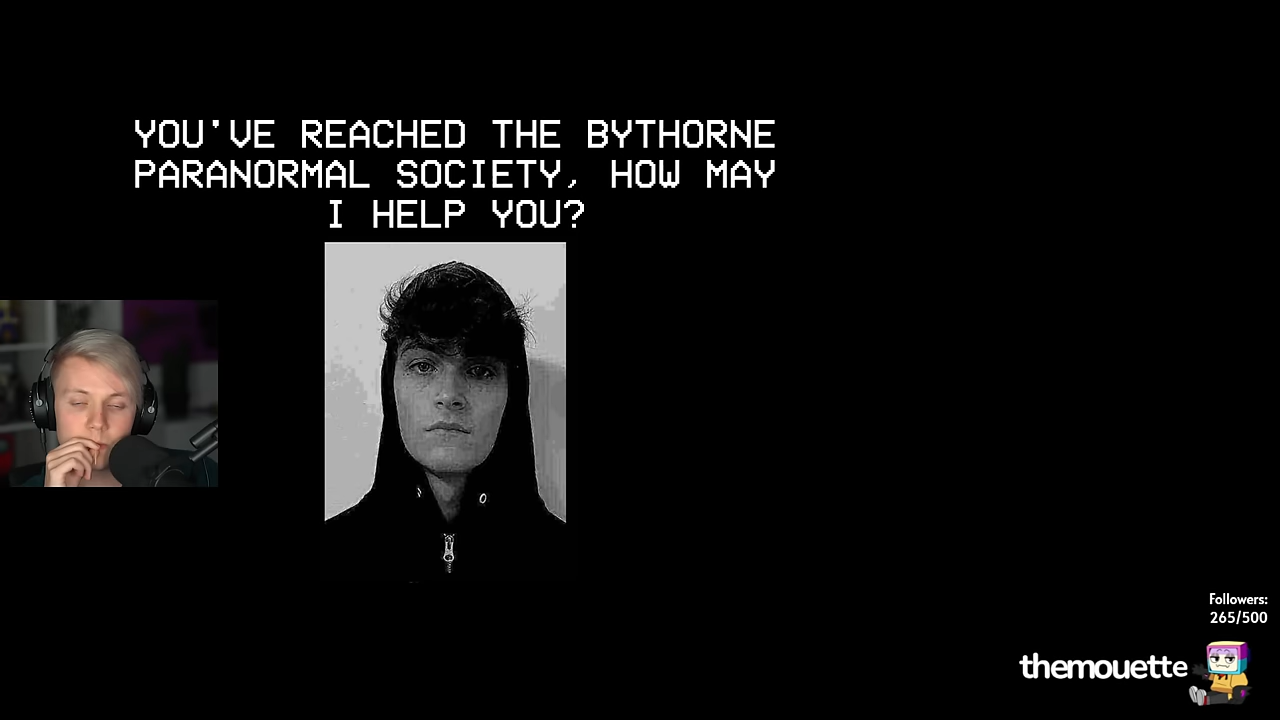 YOU'VE REACHED THE BYTHORNE
PARANORMAL SOCIETY, HOW MAY
I HELP YOU?
Followers:
265/500
themouette